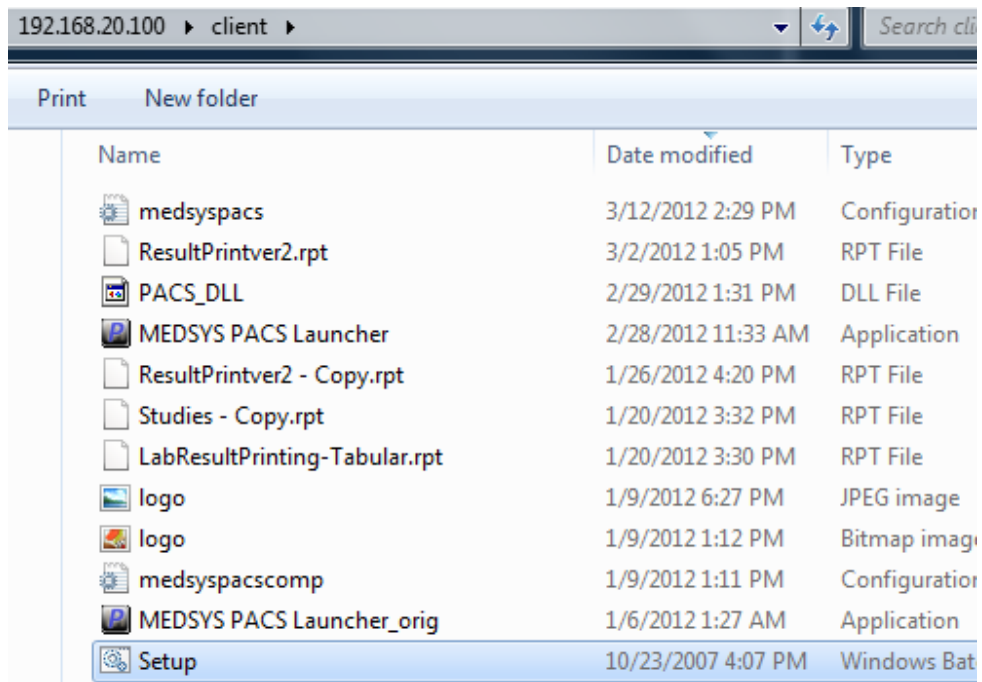 192.168.20.100 client Search cli
Print New folder
Name Date modified Type
medsyspacs 3/12/2012 2:29 PM Configuration
ResultPrintver2.rpt 3/2/2012 1:05 PM RPT File
PACS_DLL 2/29/2012 1:31 PM DLL File
MEDSYS PACS Launcher 2/28/2012 11:33 AM Application
ResultPrintver2 - Copy.rpt 1/26/2012 4:20 PM RPT File
Studies - Copy.rpt 1/20/2012 3:32 PM RPT File
LabResultPrinting-Tabular.rpt 1/20/2012 3:30 PM RPT File
logo 1/9/2012 6:27 PM JPEG image
logo 1/9/2012 1:12 PM Bitmap imag
medsyspacscomp 1/9/2012 1:11 PM Configuration
MEDSYS PACS Launcher_orig 1/6/2012 1:27 AM Application
Setup 10/23/2007 4:07 PM Windows Bat